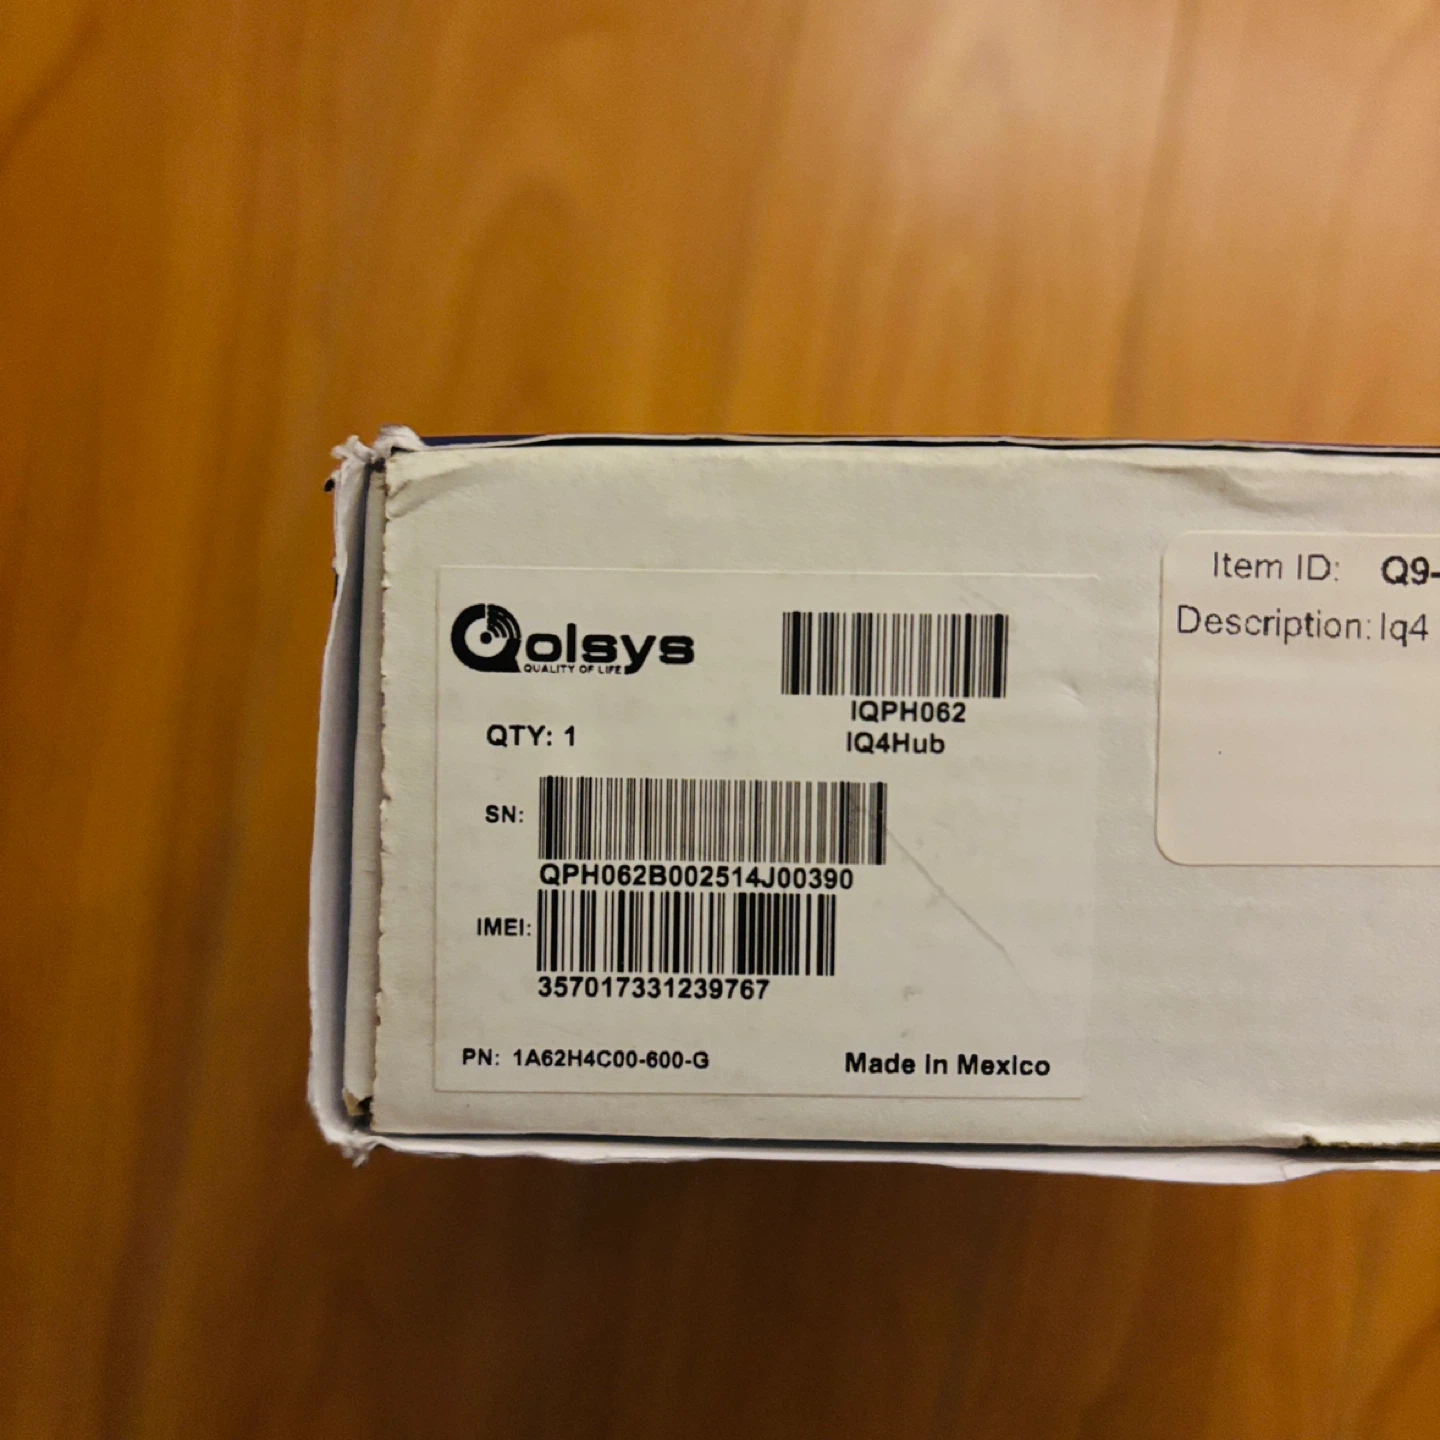 Qolsys
QUALITY OF LIFE
IQPH062
IQ4Hub
QTY: 1
SN:
QPH062B002514J00390
IMEI:
357017331239767
PN: 1A62H4C00-600-G
Made In Mexico
Item ID: Q9-
Description: Iq4